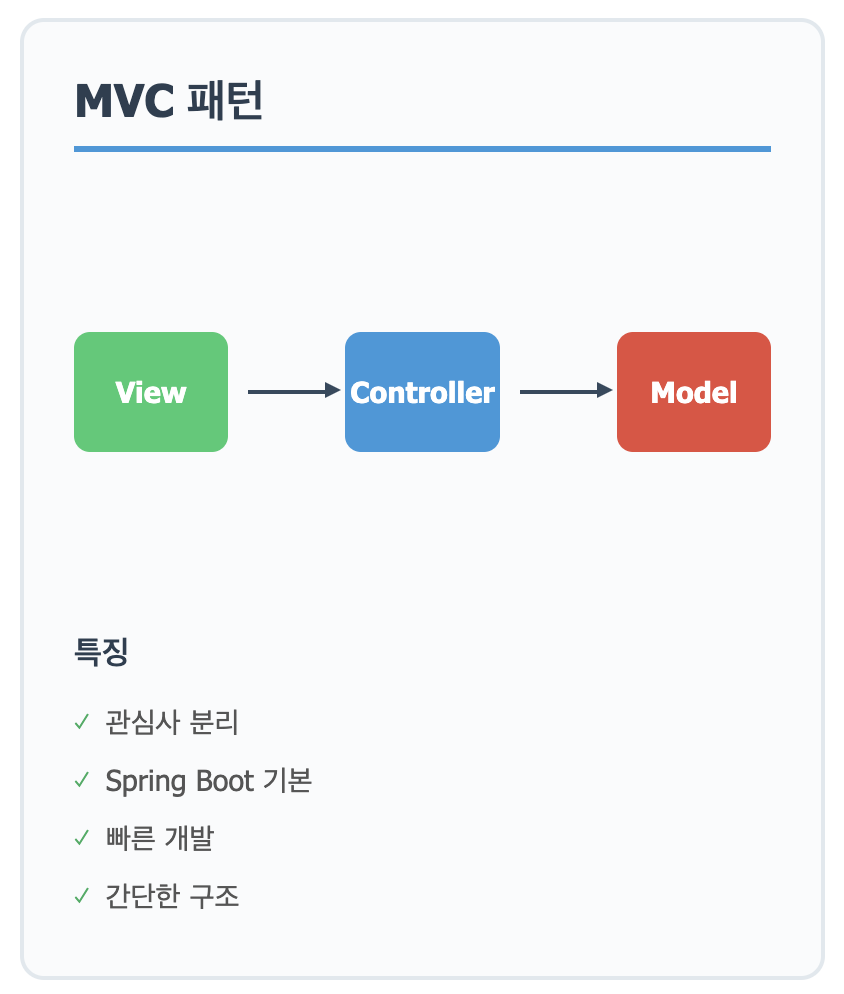 MVC 패턴
View
Controller
Model
특징
✓ 관심사 분리
✓ Spring Boot 기본
✓ 빠른 개발
✓ 간단한 구조